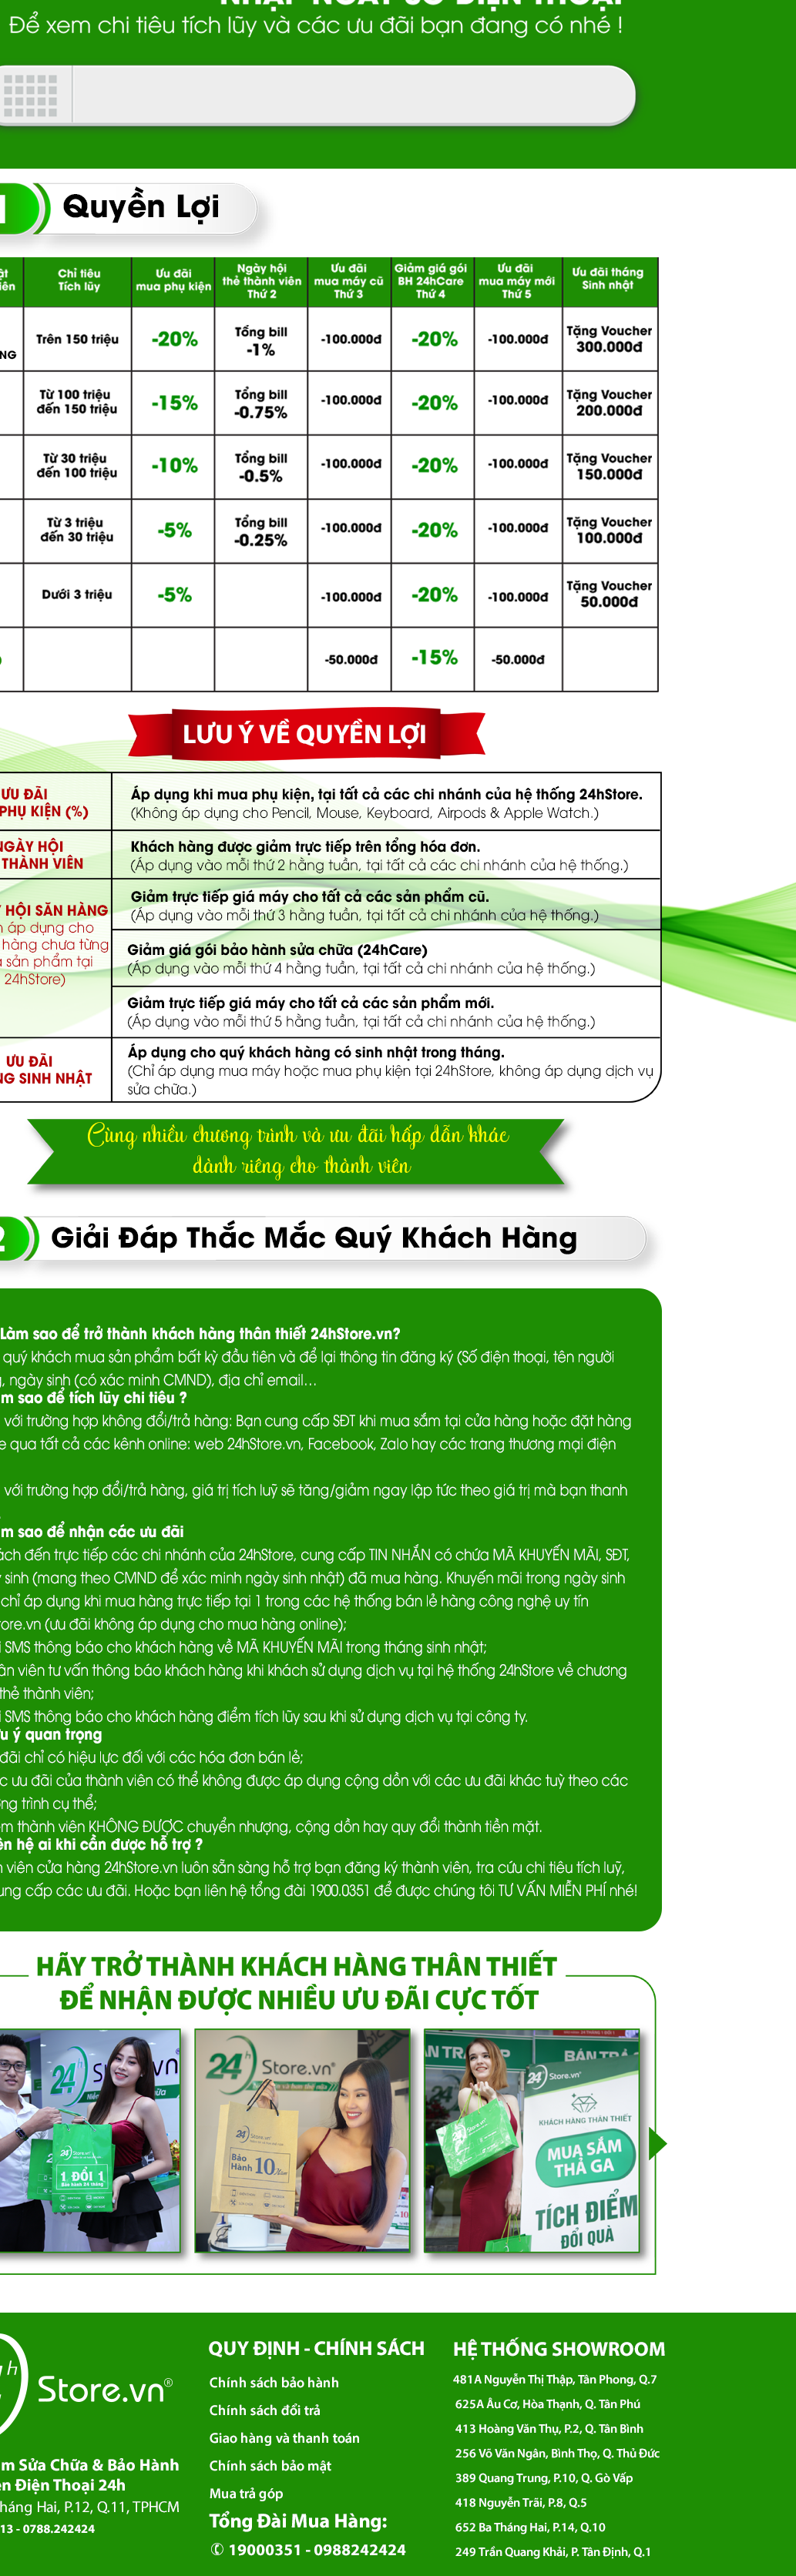 NHẬP NGAY SỐ ĐIỆN THOẠI
Để xem chi tiêu tích lũy và các ưu đãi bạn đang có nhé !
1 Quyền Lợi
Chỉ tiêu
Tích lũy
Ưu đãi
mua phụ kiện
Ngày hội
thẻ thành viên
Thứ 2
Ưu đãi
mua máy cũ
Thứ 3
Giảm giá gói
BH 24hCare
Thứ 4
Ưu đãi
mua máy mới
Thứ 5
Ưu đãi tháng
Sinh nhật
NG
Trên 150 triệu
-20%
Tổng bill
-1%
-100.000đ
-20%
-100.000đ
Tặng Voucher
300.000đ
Từ 100 triệu
đến 150 triệu
-15%
Tổng bill
-0.75%
-100.000đ
-20%
-100.000đ
Tặng Voucher
200.000đ
Từ 30 triệu
đến 100 triệu
-10%
Tổng bill
-0.5%
-100.000đ
-20%
-100.000đ
Tặng Voucher
150.000đ
Từ 3 triệu
đến 30 triệu
-5%
Tổng bill
-0.25%
-100.000đ
-20%
-100.000đ
Tặng Voucher
100.000đ
Dưới 3 triệu
-5%
-100.000đ
-20%
-100.000đ
Tặng Voucher
50.000đ
-50.000đ
-15%
-50.000đ
LƯU Ý VỀ QUYỀN LỢI
ƯU ĐÃI
PHỤ KIỆN (%)
Áp dụng khi mua phụ kiện, tại tất cả các chi nhánh của hệ thống 24hStore.
(Không áp dụng cho Pencil, Mouse, Keyboard, Airpods & Apple Watch.)
NGÀY HỘI
THÀNH VIÊN
Khách hàng được giảm trực tiếp trên tổng hóa đơn.
(Áp dụng vào mỗi thứ 2 hằng tuần, tại tất cả các chi nhánh của hệ thống.)
HỘI SĂN HÀNG
áp dụng cho
hàng chưa từng
sản phẩm tại
24hStore)
Giảm trực tiếp giá máy cho tất cả các sản phẩm cũ.
(Áp dụng vào mỗi thứ 3 hằng tuần, tại tất cả chi nhánh của hệ thống.)
Giảm giá gói bảo hành sửa chữa (24hCare)
(Áp dụng vào mỗi thứ 4 hằng tuần, tại tất cả chi nhánh của hệ thống.)
Giảm trực tiếp giá máy cho tất cả các sản phẩm mới.
(Áp dụng vào mỗi thứ 5 hằng tuần, tại tất cả chi nhánh của hệ thống.)
ƯU ĐÃI
NG SINH NHẬT
Áp dụng cho quý khách hàng có sinh nhật trong tháng.
(Chỉ áp dụng mua máy hoặc mua phụ kiện tại 24hStore, không áp dụng dịch vụ
sửa chữa.)
Cùng nhiều chương trình và ưu đãi hấp dẫn khác
dành riêng cho thành viên
2 Giải Đáp Thắc Mắc Quý Khách Hàng
Làm sao để trở thành khách hàng thân thiết 24hStore.vn?
quý khách mua sản phẩm bất kỳ đầu tiên và để lại thông tin đăng ký (Số điện thoại, tên người
, ngày sinh (có xác minh CMND), địa chỉ email...
m sao để tích lũy chi tiêu ?
với trường hợp không đổi/trả hàng: Bạn cung cấp SĐT khi mua sắm tại cửa hàng hoặc đặt hàng
e qua tất cả các kênh online: web 24hStore.vn, Facebook, Zalo hay các trang thương mại điện
với trường hợp đổi/trả hàng, giá trị tích luỹ sẽ tăng/giảm ngay lập tức theo giá trị mà bạn thanh
m sao để nhận các ưu đãi
ách đến trực tiếp các chi nhánh của 24hStore, cung cấp TIN NHẮN có chứa MÃ KHUYẾN MÃI, SĐT,
sinh (mang theo CMND để xác minh ngày sinh nhật) đã mua hàng. Khuyến mãi trong ngày sinh
chỉ áp dụng khi mua hàng trực tiếp tại 1 trong các hệ thống bán lẻ hàng công nghệ uy tín
tore.vn (ưu đãi không áp dụng cho mua hàng online);
i SMS thông báo cho khách hàng về MÃ KHUYẾN MÃI trong tháng sinh nhật;
ân viên tư vấn thông báo khách hàng khi khách sử dụng dịch vụ tại hệ thống 24hStore về chương
thẻ thành viên;
i SMS thông báo cho khách hàng điểm tích lũy sau khi sử dụng dịch vụ tại công ty.
u ý quan trọng
đãi chỉ có hiệu lực đối với các hóa đơn bán lẻ;
c ưu đãi của thành viên có thể không được áp dụng cộng dồn với các ưu đãi khác tuỳ theo các
ng trình cụ thể;
m thành viên KHÔNG ĐƯỢC chuyển nhượng, cộng dồn hay quy đổi thành tiền mặt.
ên hệ ai khi cần được hỗ trợ ?
n viên cửa hàng 24hStore.vn luôn sẵn sàng hỗ trợ bạn đăng ký thành viên, tra cứu chi tiêu tích luỹ,
ung cấp các ưu đãi. Hoặc bạn liên hệ tổng đài 1900.0351 để được chúng tôi TƯ VẤN MIỄN PHÍ nhé!
HÃY TRỞ THÀNH KHÁCH HÀNG THÂN THIẾT
ĐỂ NHẬN ĐƯỢC NHIỀU ƯU ĐÃI CỰC TỐT
24h Store.vn
1 ĐỔI 1
Bảo hành 24 tháng
24h Store.vn®
Bảo
Hành 10
24h Store.vn®
KHÁCH HÀNG THÂN THIẾT
MUA SẮM
THẢ GA
TÍCH ĐIỂM
ĐỔI QUÀ
h Store.vn®
m Sửa Chữa & Bảo Hành
n Điện Thoại 24h
háng Hai, P.12, Q.11, TPHCM
13 - 0788.242424
QUY ĐỊNH - CHÍNH SÁCH
Chính sách bảo hành
Chính sách đổi trả
Giao hàng và thanh toán
Chính sách bảo mật
Mua trả góp
Tổng Đài Mua Hàng:
✆ 19000351 - 0988242424
HỆ THỐNG SHOWROOM
481A Nguyễn Thị Thập, Tân Phong, Q.7
625A Âu Cơ, Hòa Thạnh, Q. Tân Phú
413 Hoàng Văn Thụ, P.2, Q. Tân Bình
256 Võ Văn Ngân, Bình Thọ, Q. Thủ Đức
389 Quang Trung, P.10, Q. Gò Vấp
418 Nguyễn Trãi, P.8, Q.5
652 Ba Tháng Hai, P.14, Q.10
249 Trần Quang Khải, P. Tân Định, Q.1